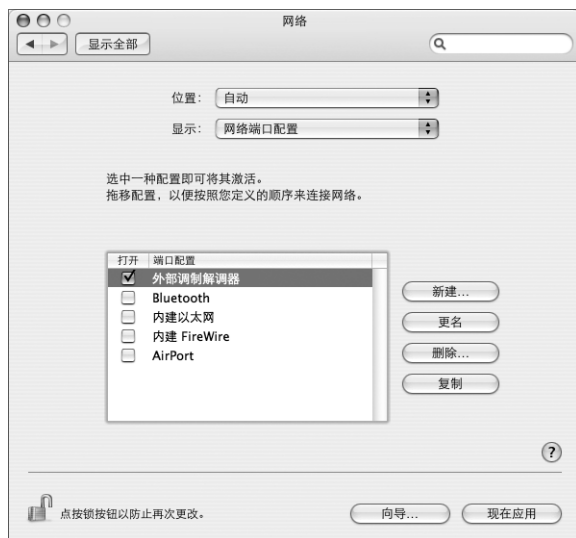 网络
显示全部
位置： 自动
显示： 网络端口配置
选中一种配置即可将其激活。
拖移配置，以便按照您定义的顺序来连接网络。
打开 端口配置
外部调制解调器
Bluetooth
内建以太网
内建 FireWire
AirPort
新建...
更名
删除...
复制
?
点按锁按钮以防止再次更改。
向导...
现在应用